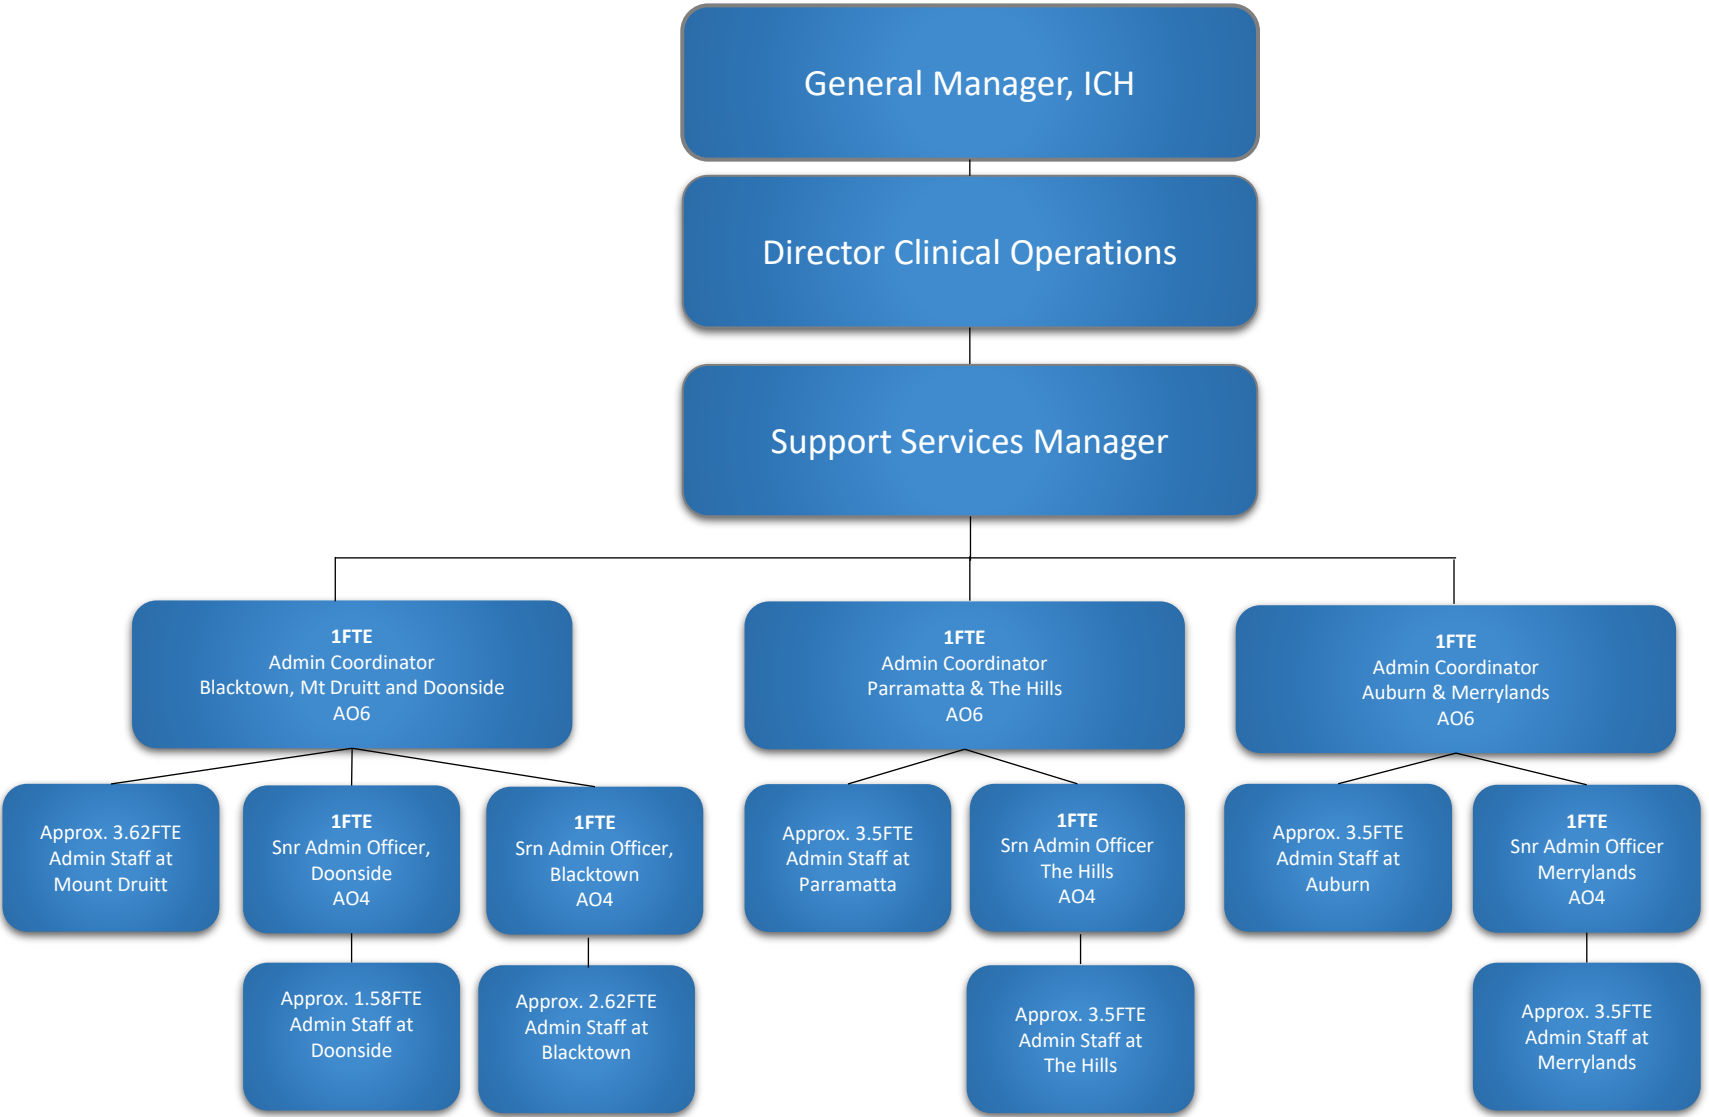 General Manager, ICH
Director Clinical Operations
Support Services Manager
1FTE
Admin Coordinator
Blacktown, Mt Druitt and Doonside
AO6
1FTE
Admin Coordinator
Parramatta & The Hills
AO6
1FTE
Admin Coordinator
Auburn & Merrylands
AO6
Approx. 3.62FTE
Admin Staff at
Mount Druitt
1FTE
Snr Admin Officer,
Doonside
AO4
1FTE
Srn Admin Officer,
Blacktown
AO4
Approx. 3.5FTE
Admin Staff at
Parramatta
1FTE
Srn Admin Officer
The Hills
AO4
Approx. 3.5FTE
Admin Staff at
Auburn
1FTE
Snr Admin Officer
Merrylands
AO4
Approx. 1.58FTE
Admin Staff at
Doonside
Approx. 2.62FTE
Admin Staff at
Blacktown
Approx. 3.5FTE
Admin Staff at
The Hills
Approx. 3.5FTE
Admin Staff at
Merrylands